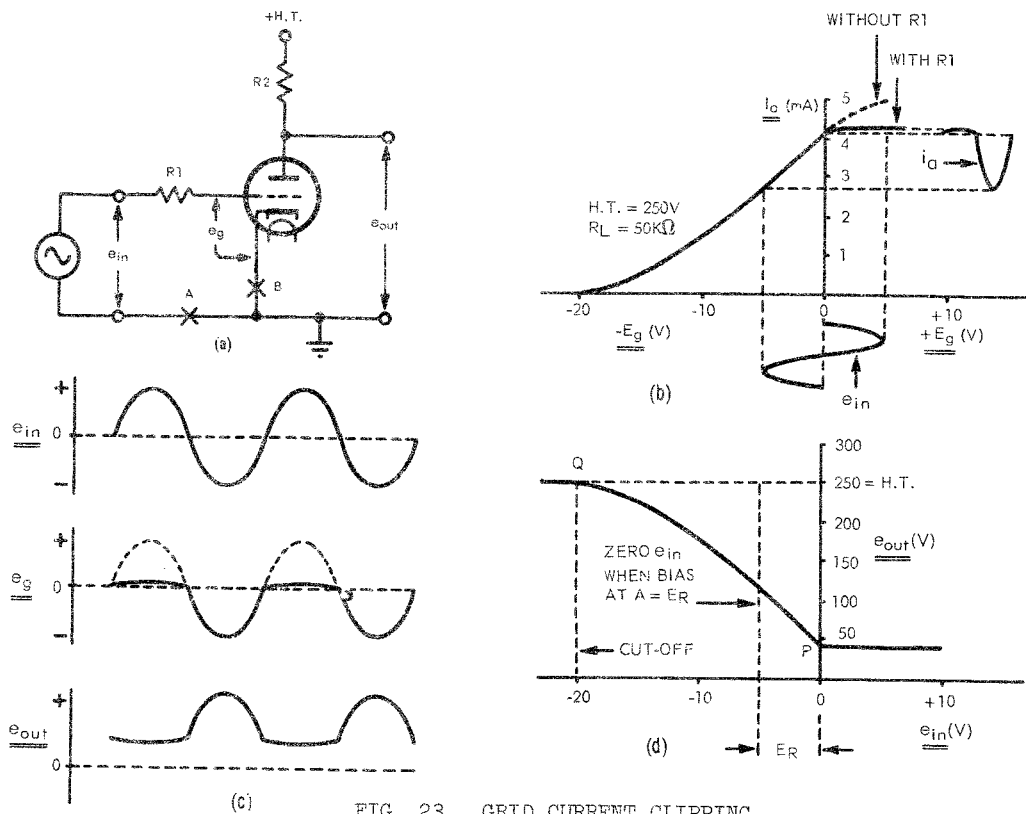 +H.T.
R2
R1
e_g
e_in
e_out
A
B
(a)
WITHOUT R1
WITH R1
I_a (mA)
5
4
3
2
1
i_a
H.T. = 250V
R_L = 50KΩ
-20
-10
0
+10
-E_g (V)
+E_g (V)
e_in
(b)
+
e_in 0
−
+
e_g 0
−
+
e_out
0
(c)
300
250 = H.T.
200
150
100
50
e_out (V)
Q
ZERO e_in
WHEN BIAS
AT A = E_R
CUT-OFF
P
-20
-10
0
+10
E_R
e_in (V)
(d)
FIG. 23. GRID CURRENT CLIPPING